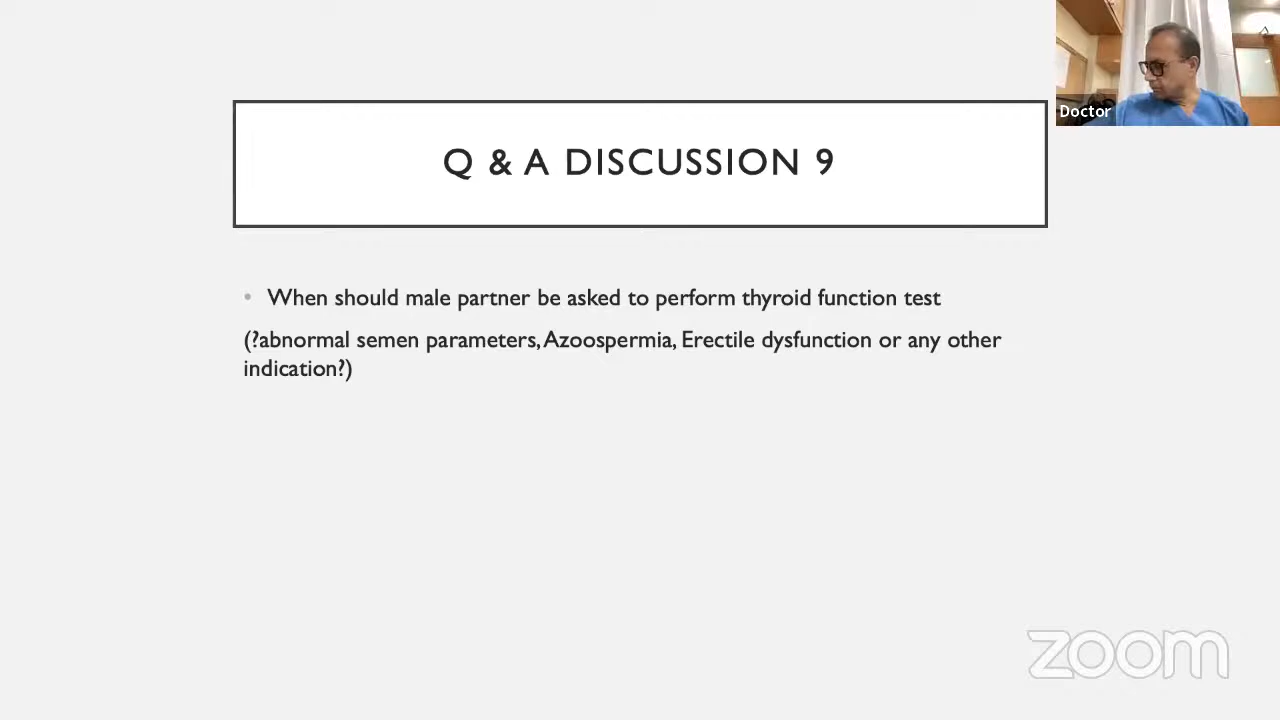 Doctor
Q & A DISCUSSION 9
• When should male partner be asked to perform thyroid function test
(?abnormal semen parameters, Azoospermia, Erectile dysfunction or any other
indication?)
zoom